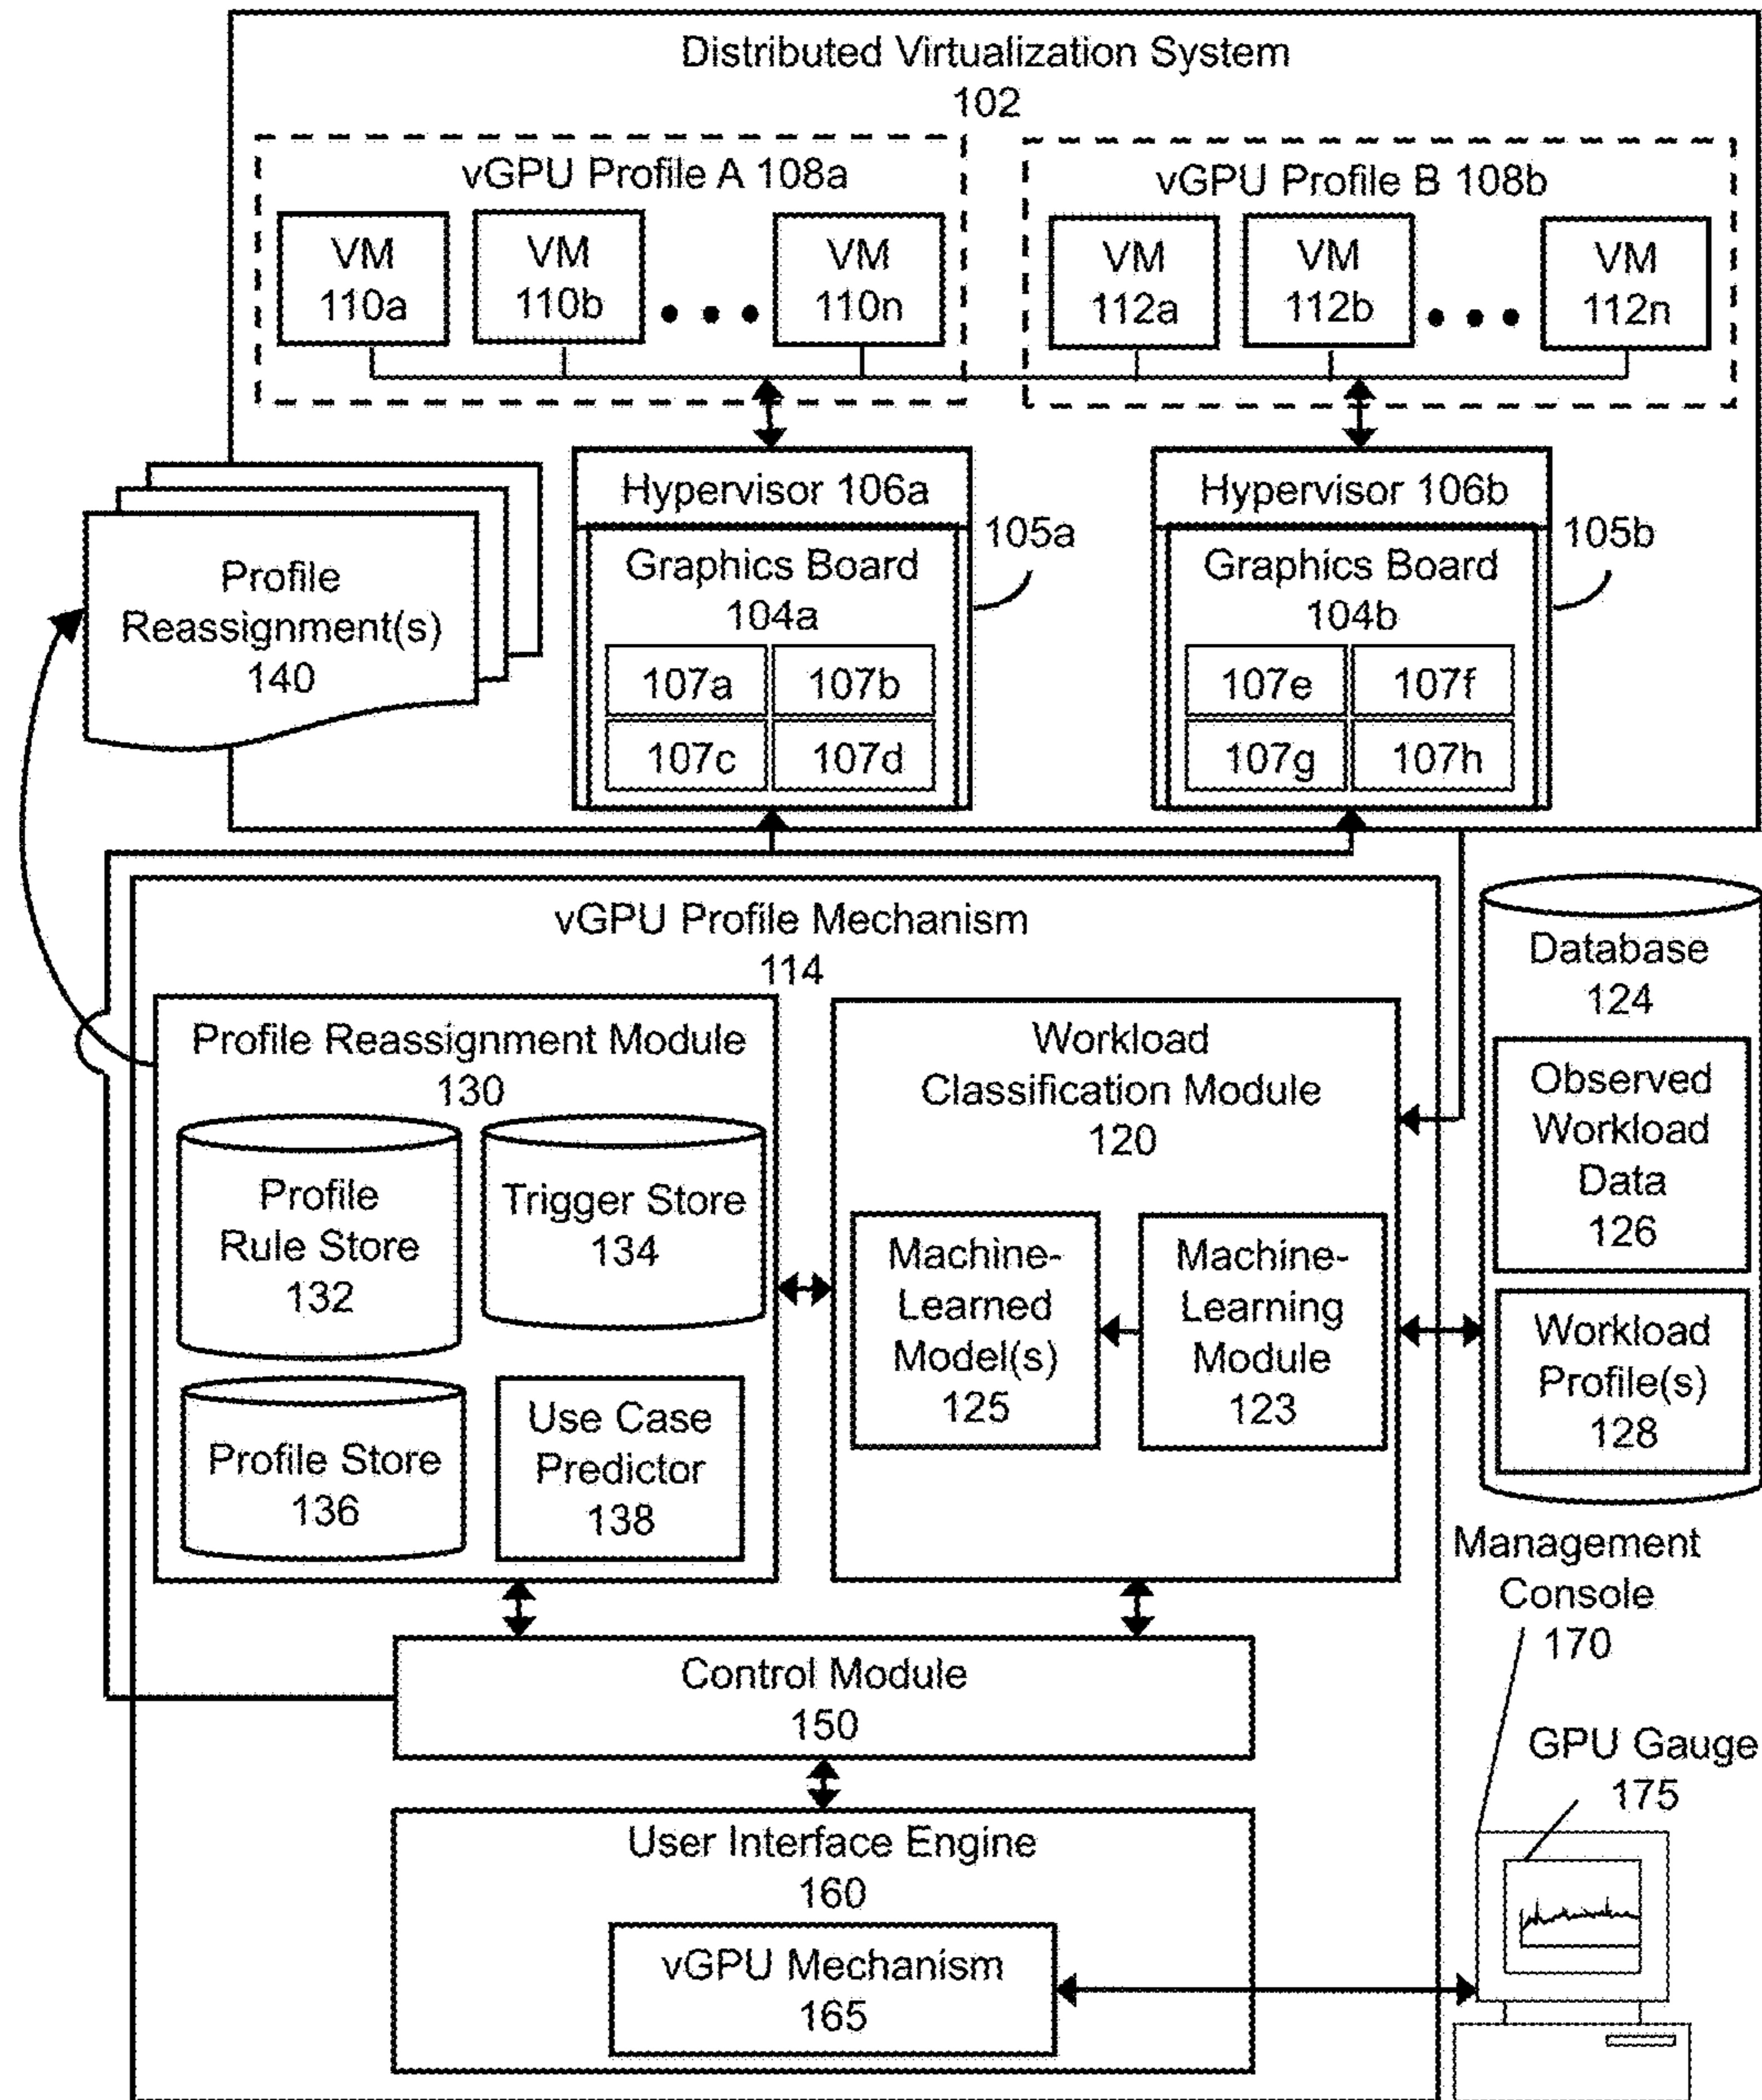 Distributed Virtualization System
102
vGPU Profile A 108a
VM
110a
VM
110b
VM
110n
vGPU Profile B 108b
VM
112a
VM
112b
VM
112n
Profile
Reassignment(s)
140
Hypervisor 106a
Graphics Board
104a
107a
107b
107c
107d
105a
Hypervisor 106b
Graphics Board
104b
107e
107f
107g
107h
105b
vGPU Profile Mechanism
114
Profile Reassignment Module
130
Profile
Rule Store
132
Trigger Store
134
Profile Store
136
Use Case
Predictor
138
Workload
Classification Module
120
Machine-
Learned
Model(s)
125
Machine-
Learning
Module
123
Database
124
Observed
Workload
Data
126
Workload
Profile(s)
128
Control Module
150
User Interface Engine
160
vGPU Mechanism
165
Management
Console
170
GPU Gauge
175